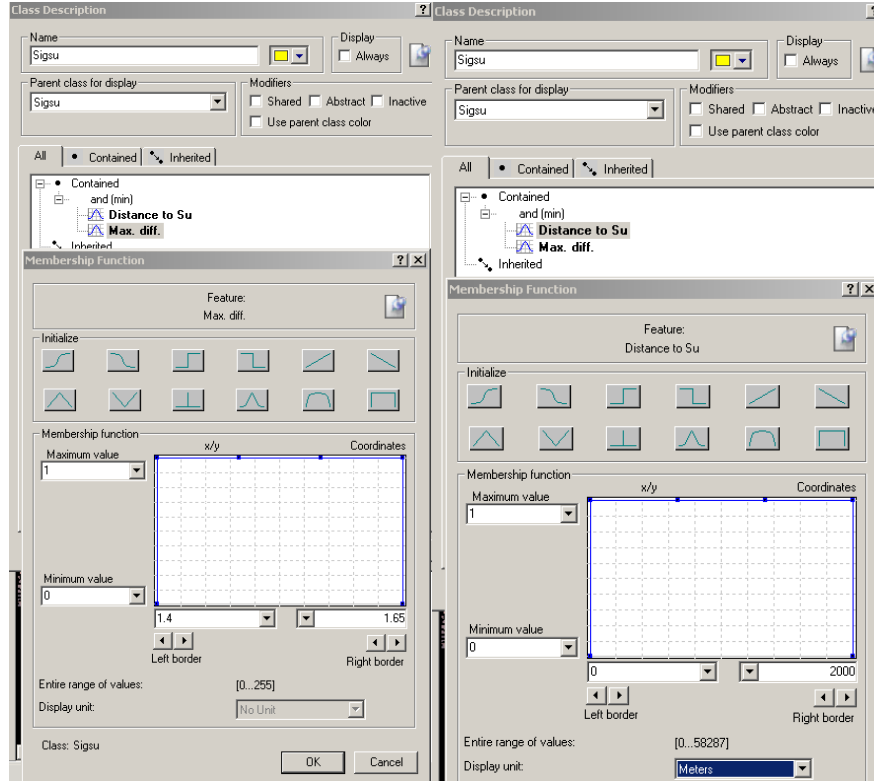 Class Description
?
Name
Sigsu
Display
Always
Parent class for display
Sigsu
Modifiers
Shared
Abstract
Inactive
Use parent class color
All
Contained
Inherited
Contained
and (min)
Distance to Su
Max. diff.
Inherited
Membership Function
?
Feature:
Max. diff.
Initialize
Membership function
Maximum value
x/y
Coordinates
1
Minimum value
0
1.4
1.65
Left border
Right border
Entire range of values:
[0...255]
Display unit:
No Unit
Class: Sigsu
OK
Cancel
Class Description
?
Name
Sigsu
Display
Always
Parent class for display
Sigsu
Modifiers
Shared
Abstract
Inactive
Use parent class color
All
Contained
Inherited
Contained
and (min)
Distance to Su
Max. diff.
Inherited
Membership Function
?
Feature:
Distance to Su
Initialize
Membership function
Maximum value
x/y
Coordinates
1
Minimum value
0
0
2000
Left border
Right border
Entire range of values:
[0...58287]
Display unit:
Meters